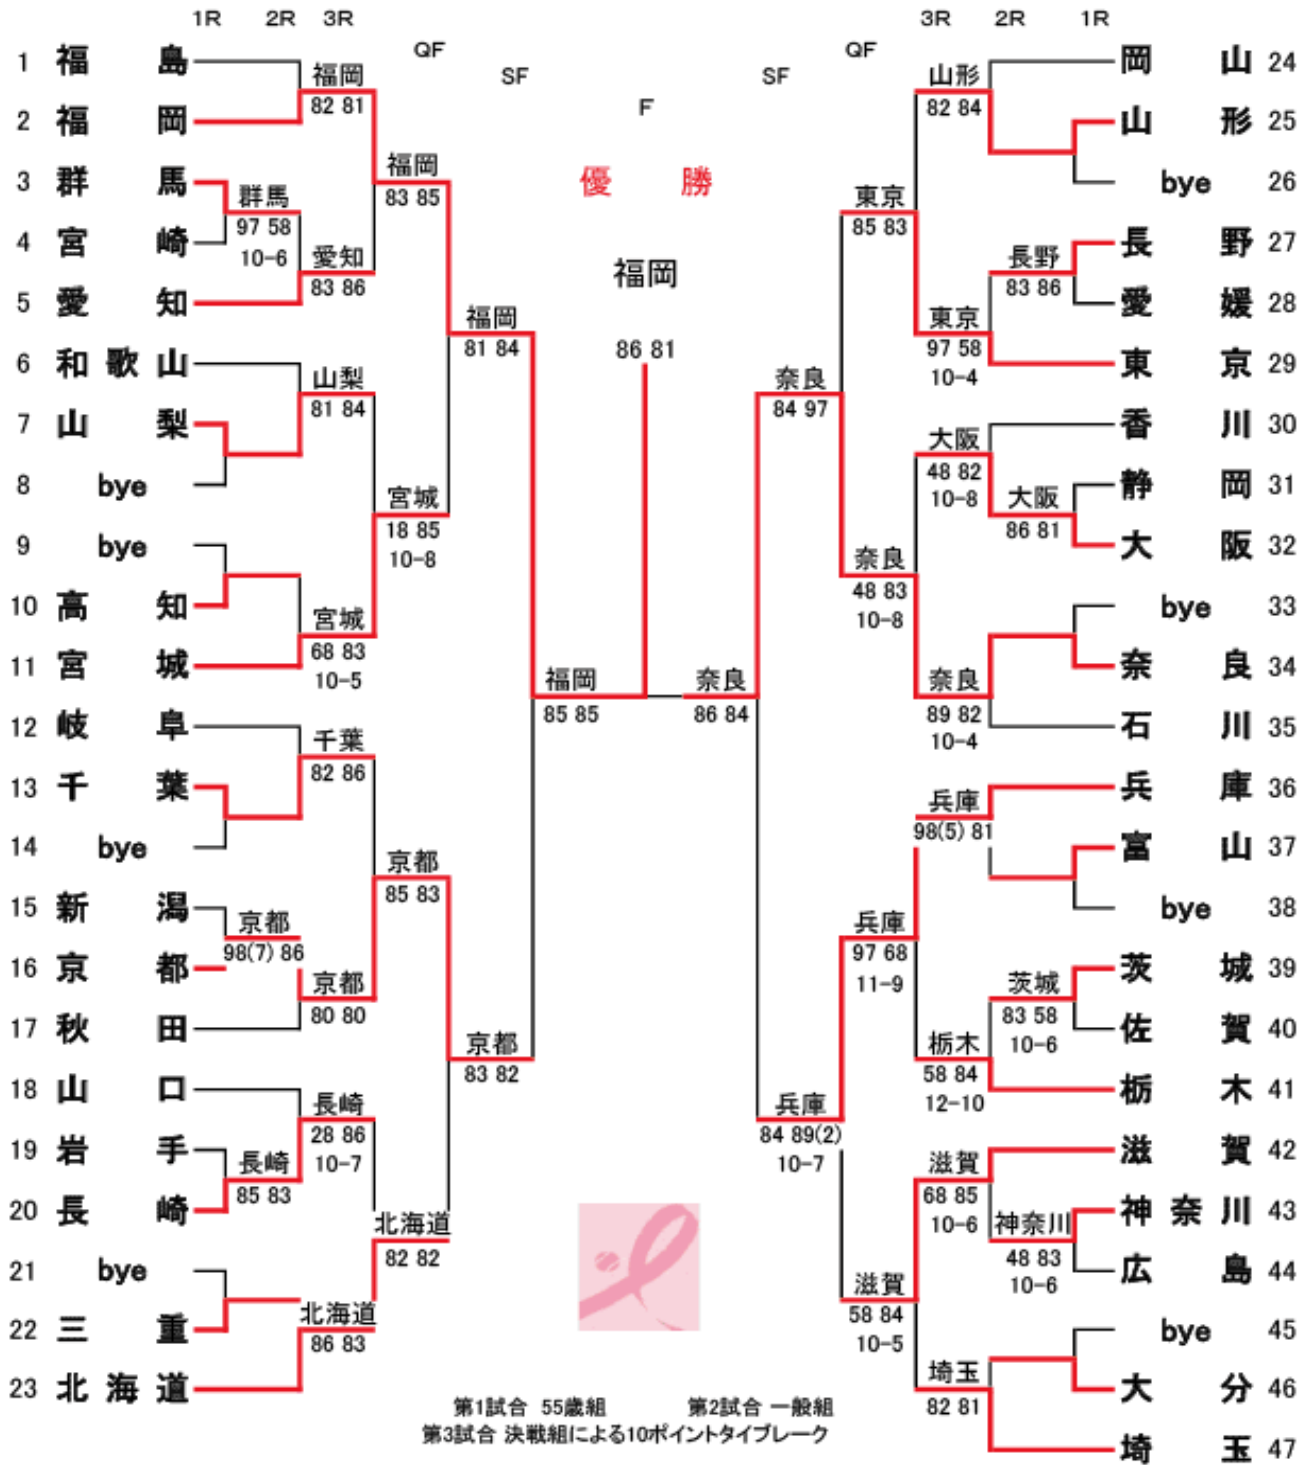 1R 2R 3R QF SF F SF QF 3R 2R 1R
優 勝
福岡
86 81
1 福 島
2 福 岡
3 群 馬
4 宮 崎
5 愛 知
6 和 歌 山
7 山 梨
8 bye
9 bye
10 高 知
11 宮 城
12 岐 阜
13 千 葉
14 bye
15 新 潟
16 京 都
17 秋 田
18 山 口
19 岩 手
20 長 崎
21 bye
22 三 重
23 北 海 道
群馬
97 58
10-6
京都
98(7) 86
長崎
85 83
福岡
82 81
愛知
83 86
山梨
81 84
宮城
68 83
10-5
千葉
82 86
京都
80 80
長崎
28 86
10-7
北海道
86 83
福岡
83 85
宮城
18 85
10-8
京都
85 83
北海道
82 82
福岡
81 84
京都
83 82
福岡
85 85
奈良
86 84
奈良
84 97
兵庫
84 89(2)
10-7
東京
85 83
奈良
48 83
10-8
兵庫
97 68
11-9
滋賀
58 84
10-5
山形
82 84
東京
97 58
10-4
大阪
48 82
10-8
奈良
89 82
10-4
兵庫
98(5) 81
栃木
58 84
12-10
滋賀
68 85
10-6
埼玉
82 81
長野
83 86
大阪
86 81
茨城
83 58
10-6
神奈川
48 83
10-6
岡 山 24
山 形 25
bye 26
長 野 27
愛 媛 28
東 京 29
香 川 30
静 岡 31
大 阪 32
bye 33
奈 良 34
石 川 35
兵 庫 36
富 山 37
bye 38
茨 城 39
佐 賀 40
栃 木 41
滋 賀 42
神 奈 川 43
広 島 44
bye 45
大 分 46
埼 玉 47
第1試合 55歳組 第2試合 一般組
第3試合 決戦組による10ポイントタイブレーク